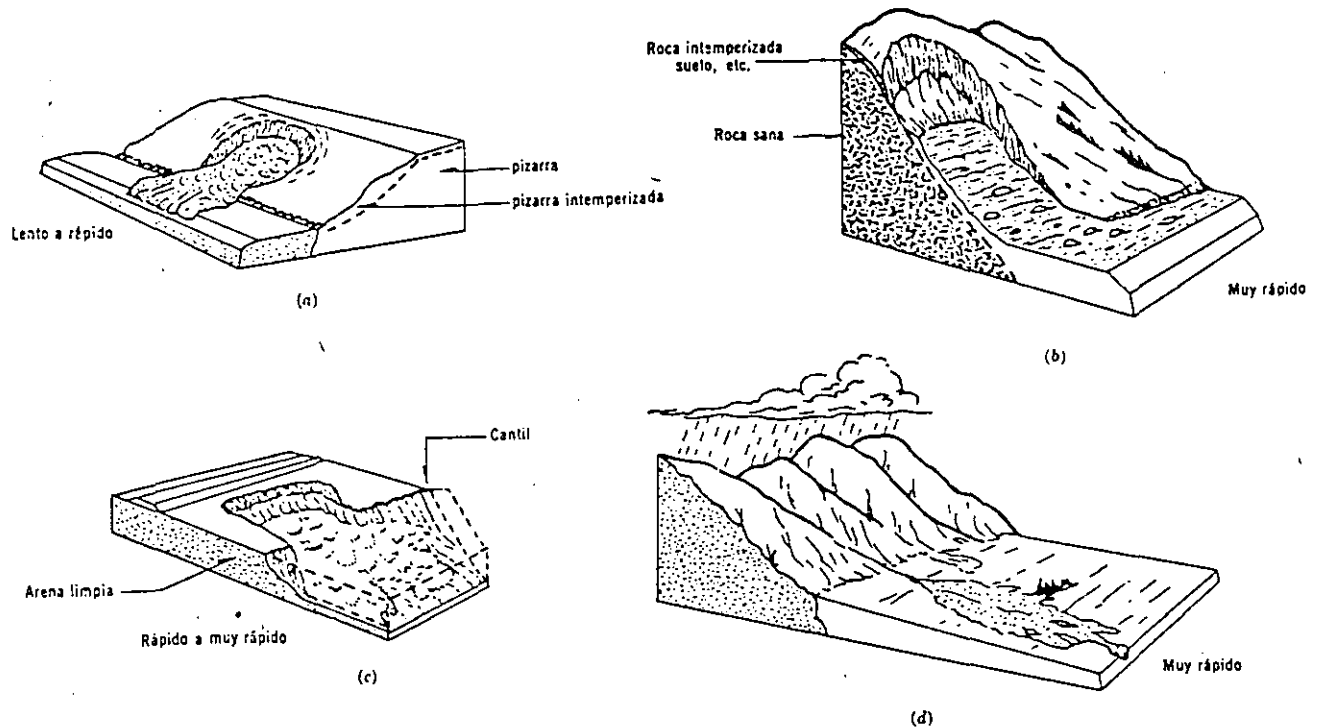 Roca intemperizada
suelo, etc.
Roca sana
pizarra
pizarra intemperizada
Lento a rápido
(a)
Muy rápido
(b)
Cantil
Arena limpia
Rápido a muy rápido
(c)
Muy rápido
(d)